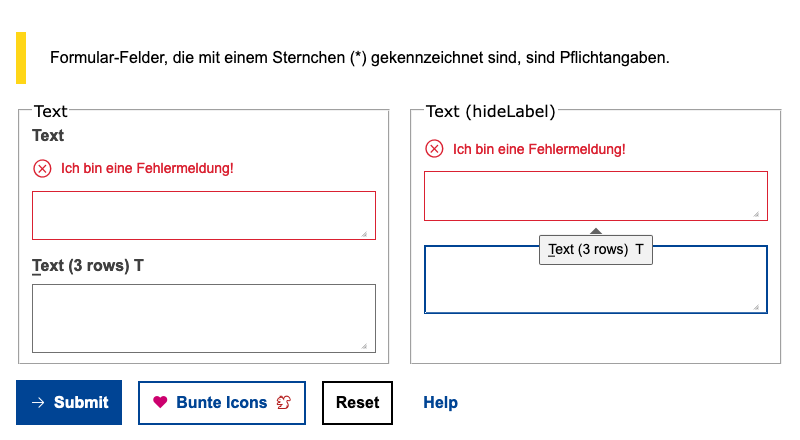 Formular-Felder, die mit einem Sternchen (*) gekennzeichnet sind, sind Pflichtangaben.
Text
Text
Ich bin eine Fehlermeldung!
Text (3 rows) T
Text (hideLabel)
Ich bin eine Fehlermeldung!
Text (3 rows) T
Submit
Bunte Icons
Reset
Help